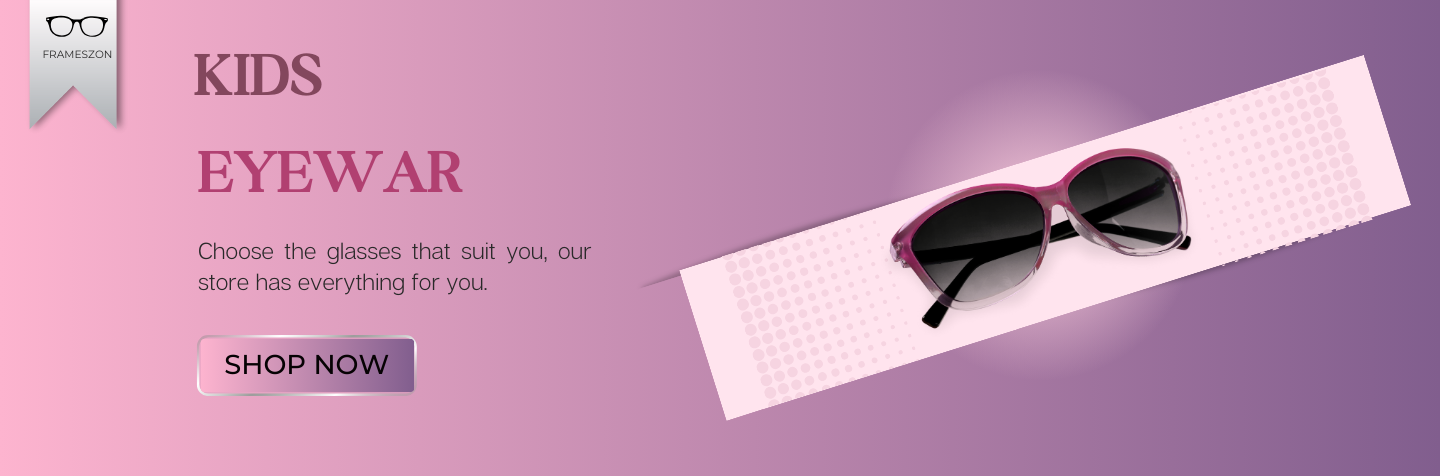 FRAMESZON
KIDS
EYEWAR
Choose the glasses that suit you, our
store has everything for you.
SHOP NOW